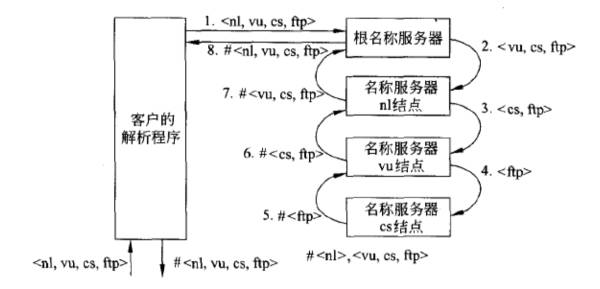 1. <nl, vu, cs, ftp>
根名称服务器
2. <vu, cs, ftp>
8. #<nl, vu, cs, ftp>
7. #<vu, cs, ftp>
名称服务器
nl结点
3. <cs, ftp>
客户的
解析程序
6. #<cs, ftp>
名称服务器
vu结点
4. <ftp>
5. #<ftp>
名称服务器
cs结点
<nl, vu, cs, ftp>
#<nl, vu, cs, ftp>
#<nl>,<vu, cs, ftp>